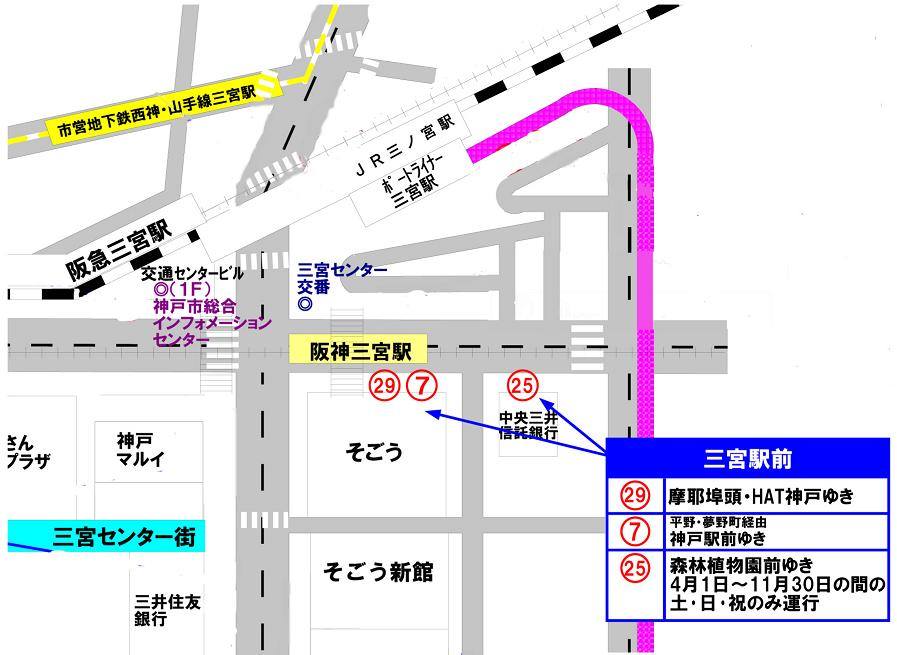 市営地下鉄西神・山手線三宮駅
JR三ノ宮駅
ポートライナー
三宮駅
阪急三宮駅
交通センタービル
◎(1F)
神戸市総合
インフォメーション
センター
三宮センター
交番
◎
阪神三宮駅
29
7
25
中央三井
信託銀行
さん
プラザ
神戸
マルイ
そごう
三宮センター街
そごう新館
三井住友
銀行
三宮駅前
29 摩耶埠頭・HAT神戸ゆき
7 平野・夢野町経由
神戸駅前ゆき
25 森林植物園前ゆき
4月1日~11月30日の間の
土・日・祝のみ運行